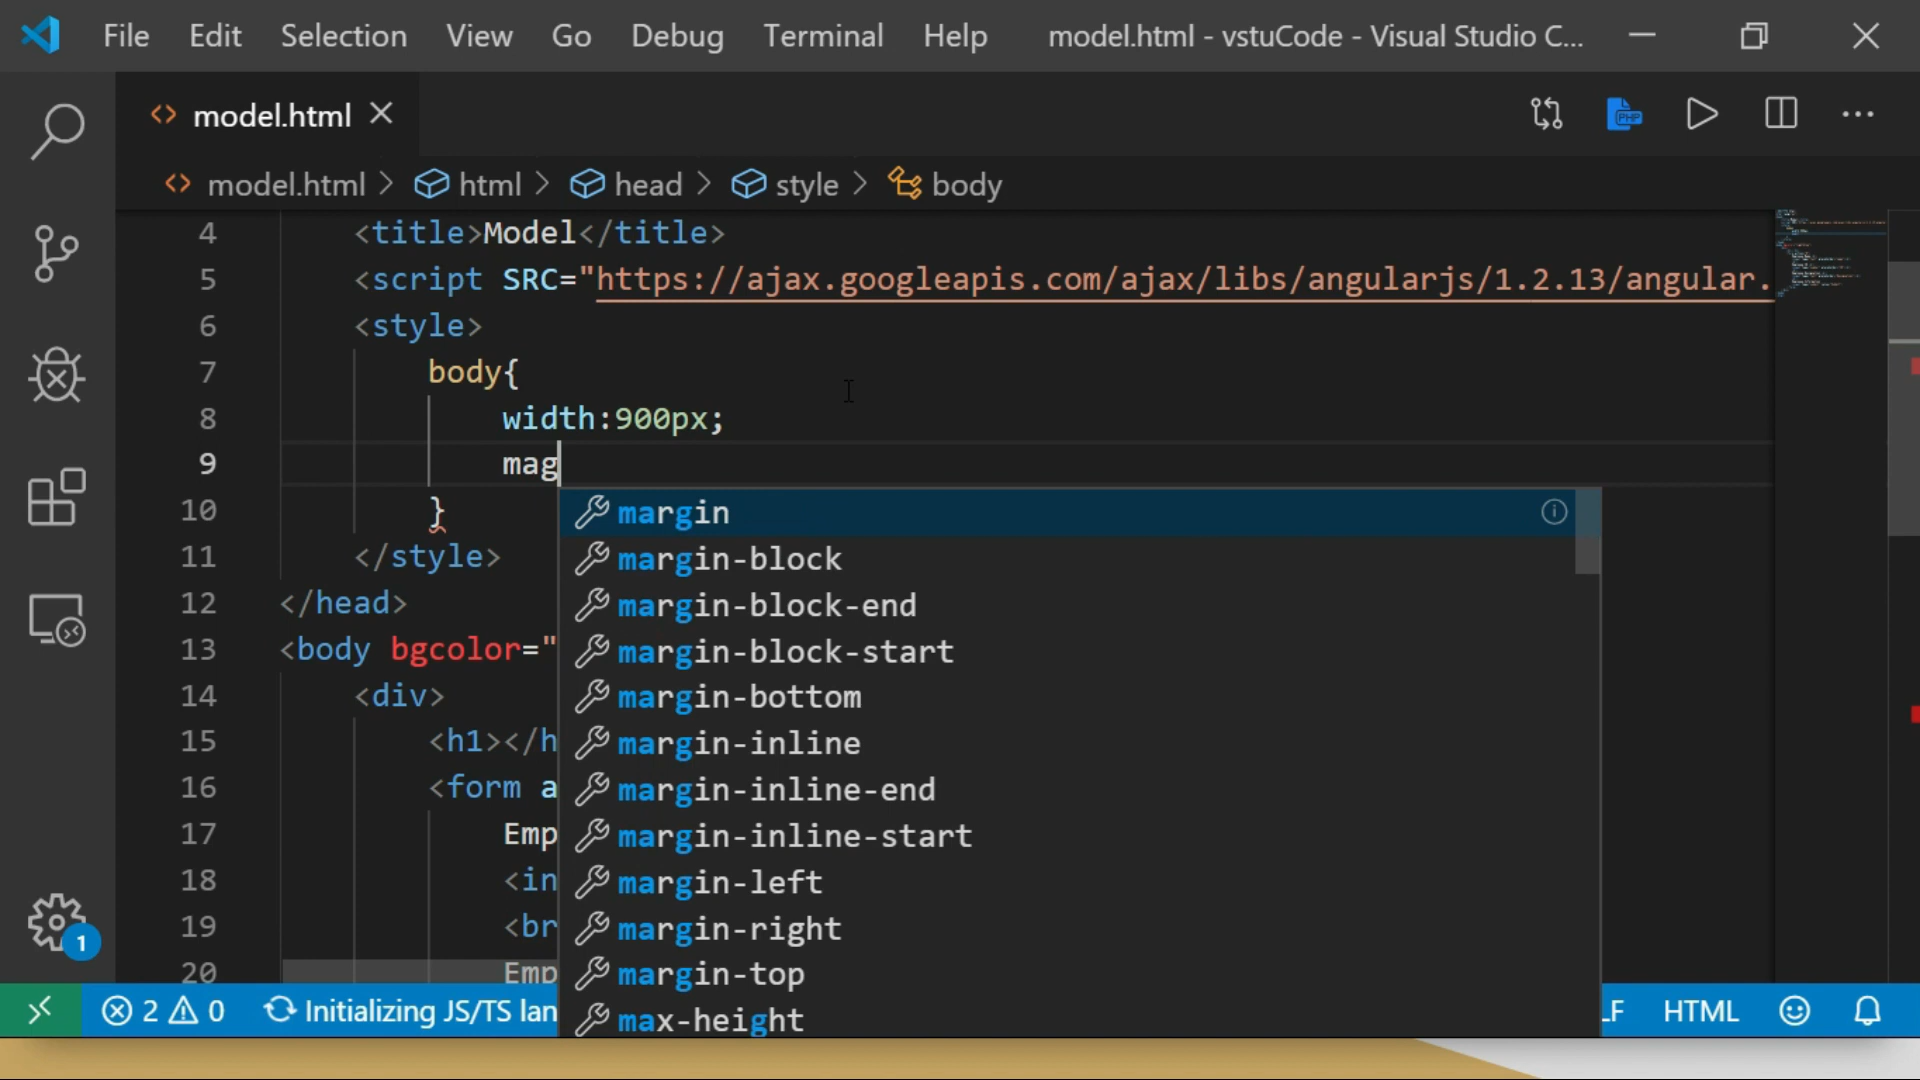 File Edit Selection View Go Debug Terminal Help model.html - vstuCode - Visual Studio C...
model.html
PHP
model.html > html > head > style > body
4 <title>Model</title>
5 <script SRC="https://ajax.googleapis.com/ajax/libs/angularjs/1.2.13/angular.
6 <style>
7 body{
8 width:900px;
9 mag
10 }
11 </style>
12 </head>
13 <body bgcolor="
14 <div>
15 <h1></h
16 <form a
17 Emp
18 <in
19 <br
20 Emp
margin
margin-block
margin-block-end
margin-block-start
margin-bottom
margin-inline
margin-inline-end
margin-inline-start
margin-left
margin-right
margin-top
max-height
1
2 0 Initializing JS/TS lan LF HTML